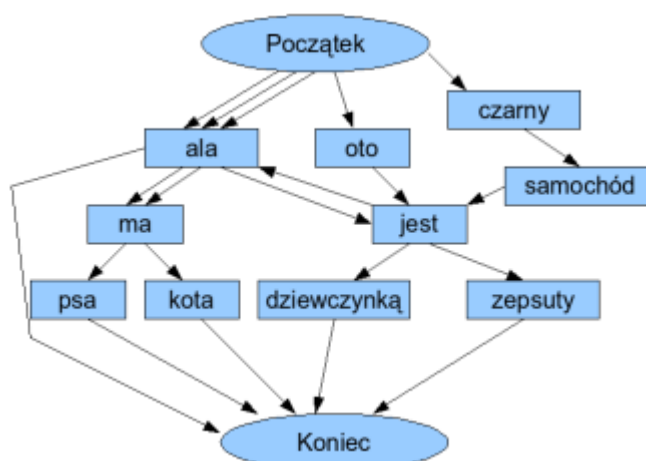 Początek
czarny
ala
oto
samochód
ma
jest
psa
kota
dziewczynką
zepsuty
Koniec